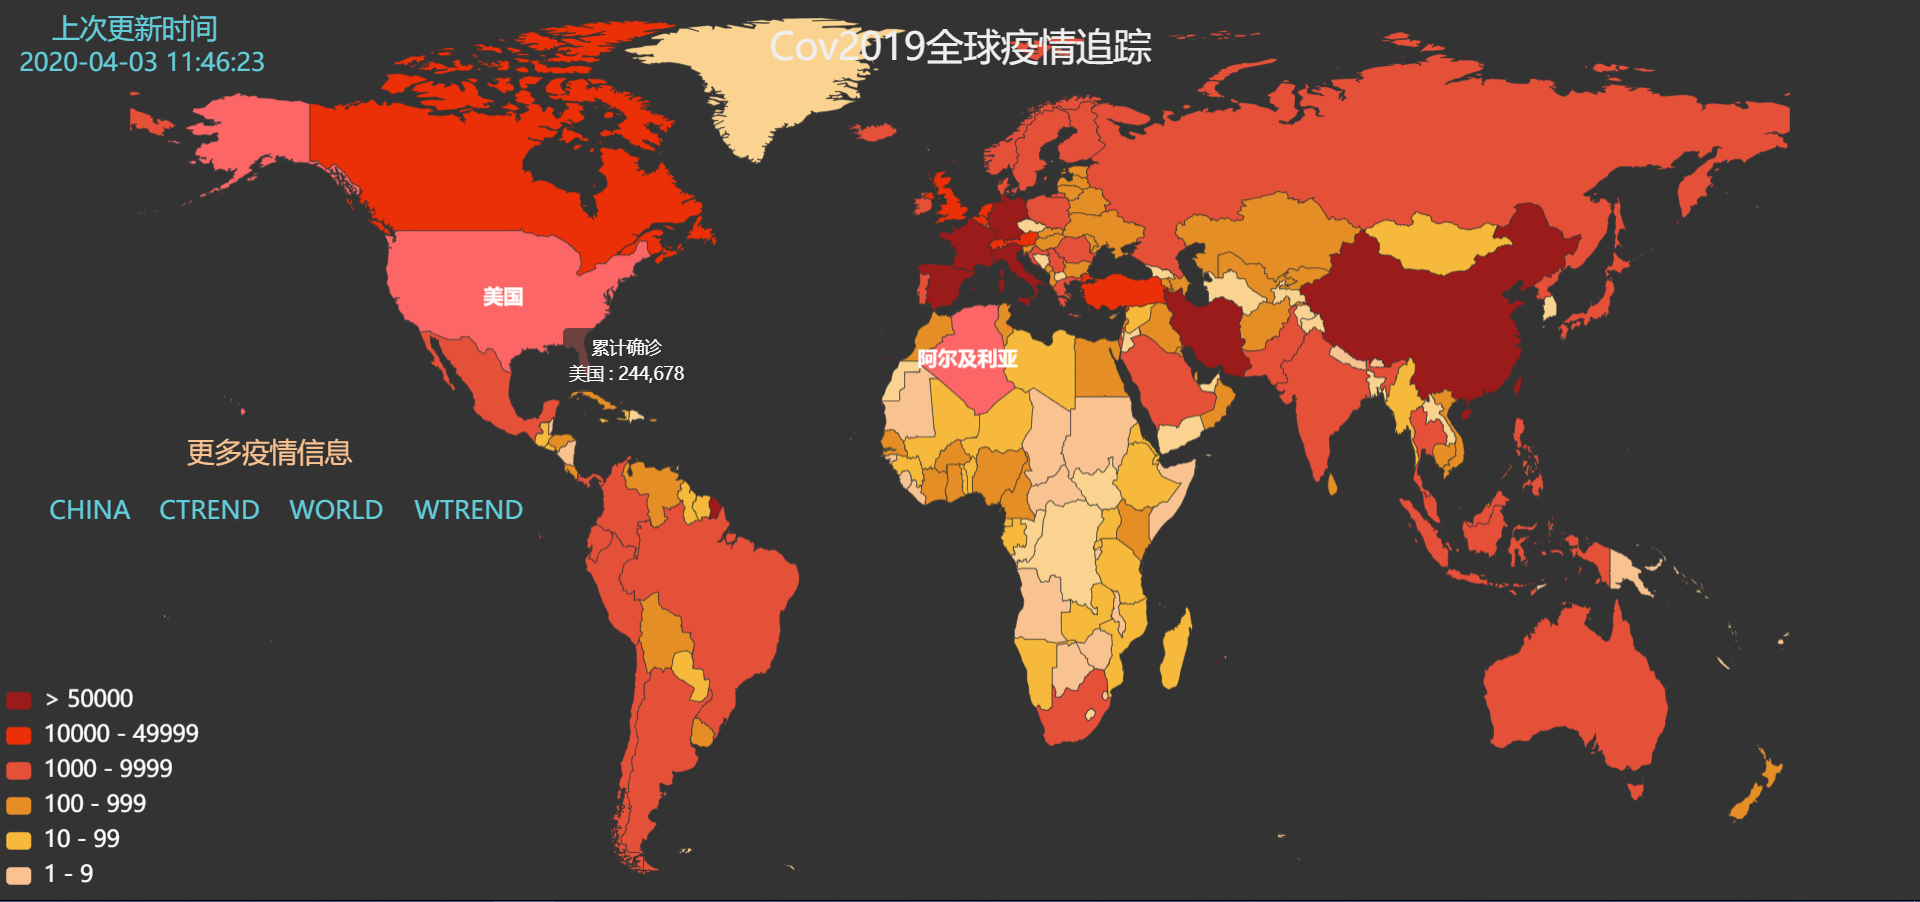 上次更新时间
2020-04-03 11:46:23
Cov2019全球疫情追踪
美国
累计确诊
美国 : 244,678
阿尔及利亚
更多疫情信息
CHINA CTREND WORLD WTREND
> 50000
10000 - 49999
1000 - 9999
100 - 999
10 - 99
1 - 9